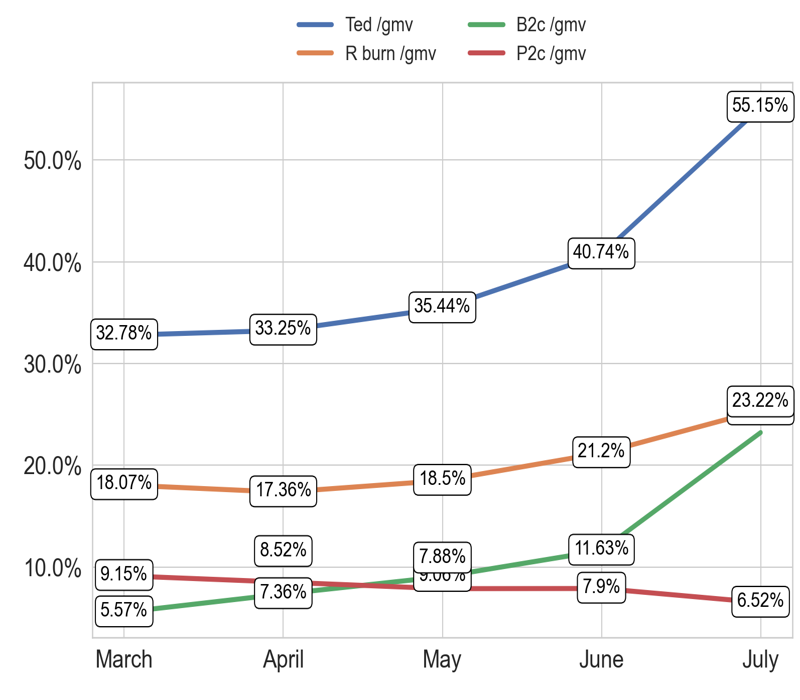 Ted /gmv
B2c /gmv
R burn /gmv
P2c /gmv
55.15%
50.0%
40.74%
40.0%
35.44%
33.25%
32.78%
30.0%
23.22%
21.2%
20.0%
18.5%
18.07%
17.36%
11.63%
8.52%
7.88%
10.0%
9.06%
9.15%
7.9%
7.36%
6.52%
5.57%
March
April
May
June
July